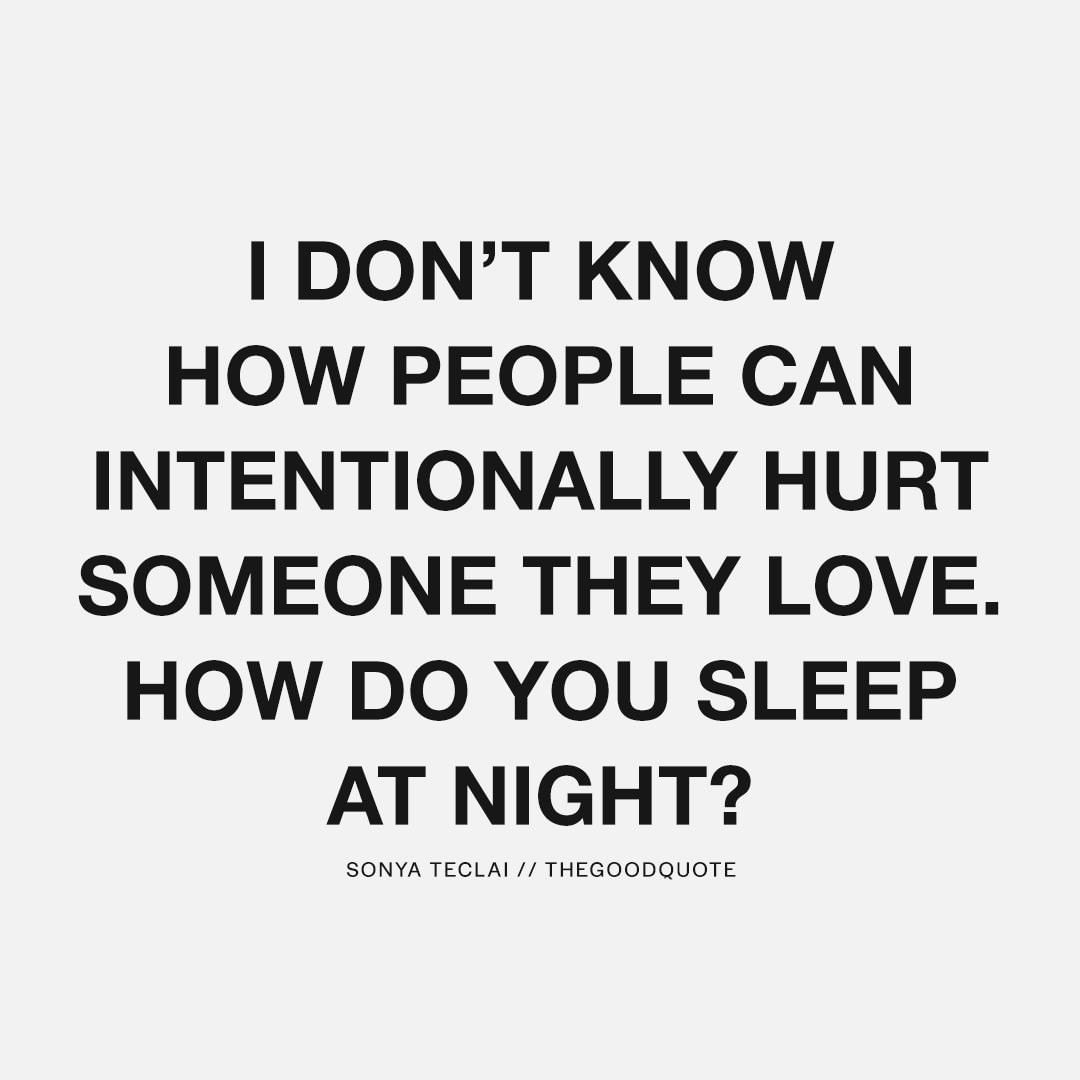 I DON’T KNOW
HOW PEOPLE CAN
INTENTIONALLY HURT
SOMEONE THEY LOVE.
HOW DO YOU SLEEP
AT NIGHT?
SONYA TECLAI // THEGOODQUOTE